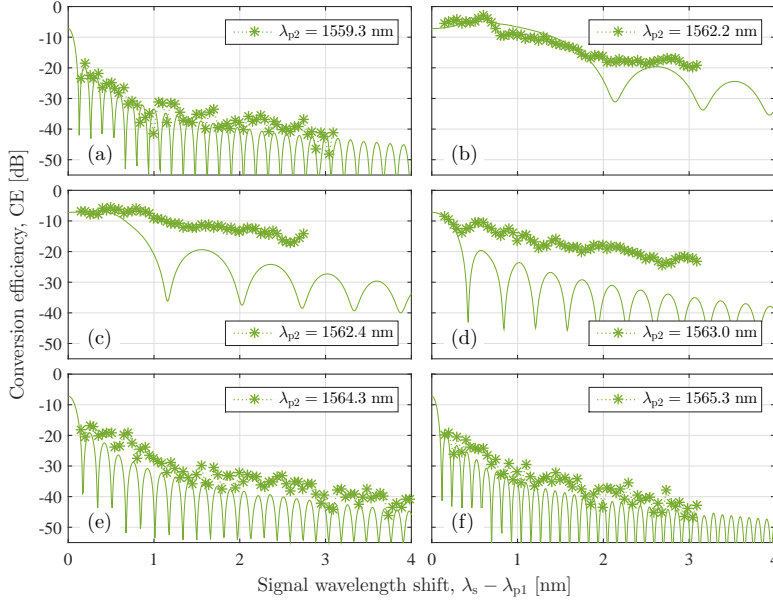 0
-10
-20
-30
-40
-50
(a)
λp2 = 1559.3 nm
(b)
λp2 = 1562.2 nm
0
-10
-20
-30
-40
-50
(c)
λp2 = 1562.4 nm
(d)
λp2 = 1563.0 nm
0
-10
-20
-30
-40
-50
(e)
λp2 = 1564.3 nm
(f)
λp2 = 1565.3 nm
0 1 2 3 4 0 1 2 3 4
Conversion efficiency, CE [dB]
Signal wavelength shift, λs − λp1 [nm]